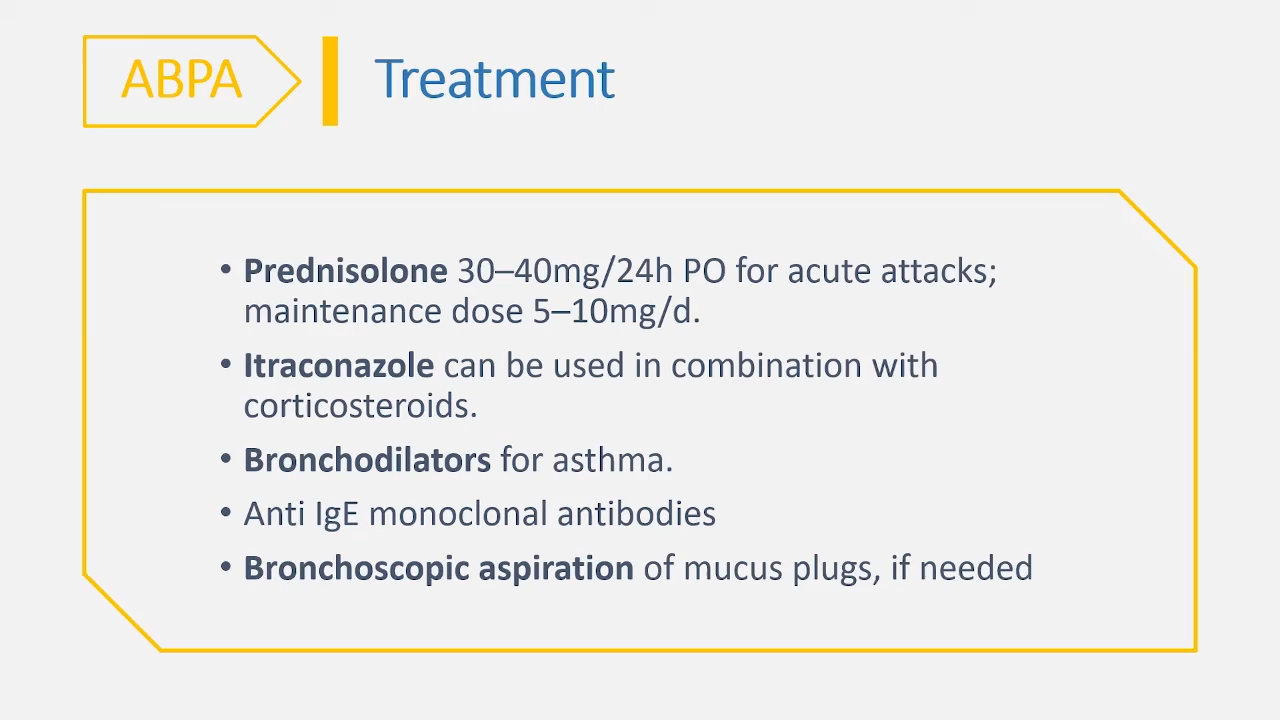 ABPA
Treatment
• Prednisolone 30–40mg/24h PO for acute attacks;
maintenance dose 5–10mg/d.
• Itraconazole can be used in combination with
corticosteroids.
• Bronchodilators for asthma.
• Anti IgE monoclonal antibodies
• Bronchoscopic aspiration of mucus plugs, if needed